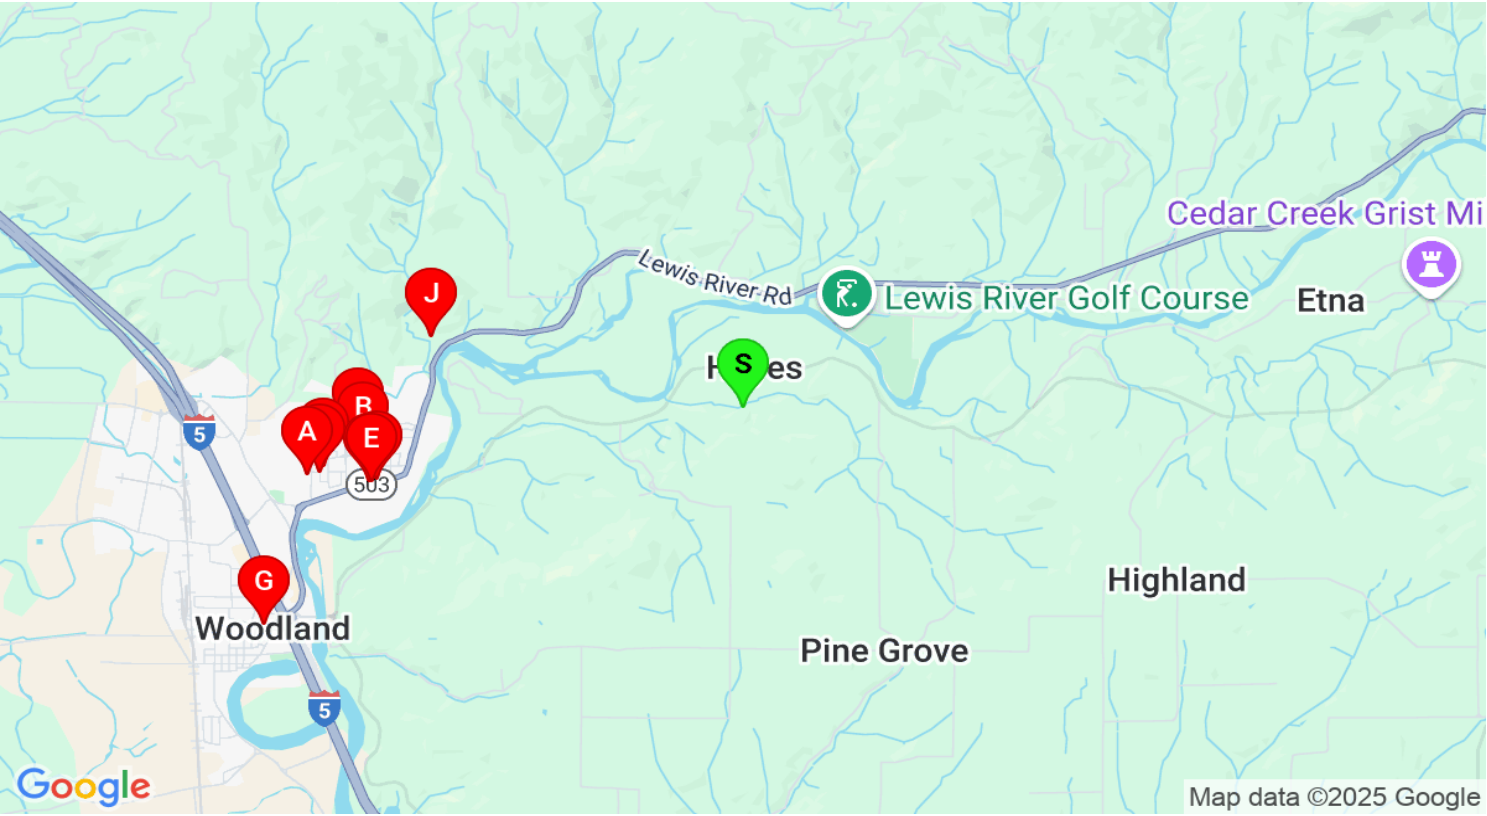 Cedar Creek Grist Mi
Lewis River Rd
J
Lewis River Golf Course
Etna
S
B
A
E
5
503
G
Highland
Woodland
Pine Grove
5
Google
Map data ©2025 Google